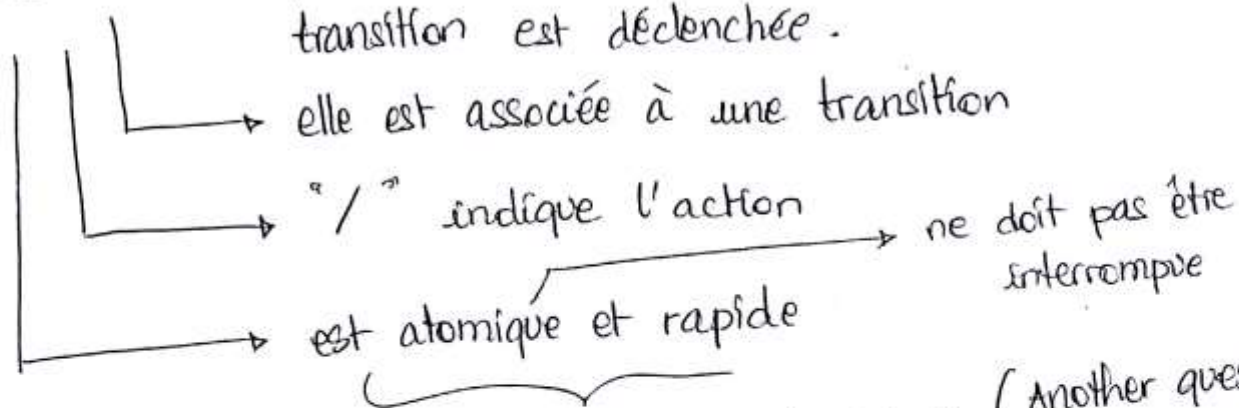 transition est déclenchée.
elle est associée à une transition
"/" indique l'action
ne doit pas être
interrompue
est atomique et rapide
(Another ques